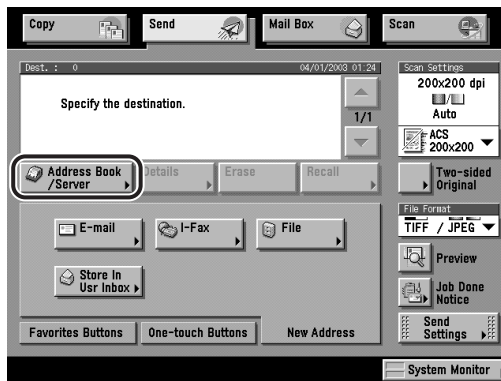 Copy
Send
Mail Box
Scan
Dest. : 0
04/01/2003 01:24
Specify the destination.
1/1
Scan Settings
200x200 dpi
Auto
ACS
200x200
Address Book
/Server
Details
Erase
Recall
Two-sided
Original
E-mail
I-Fax
File
File Format
TIFF / JPEG
Store In
Usr Inbox
Preview
Job Done
Notice
Favorites Buttons
One-touch Buttons
New Address
Send
Settings
System Monitor